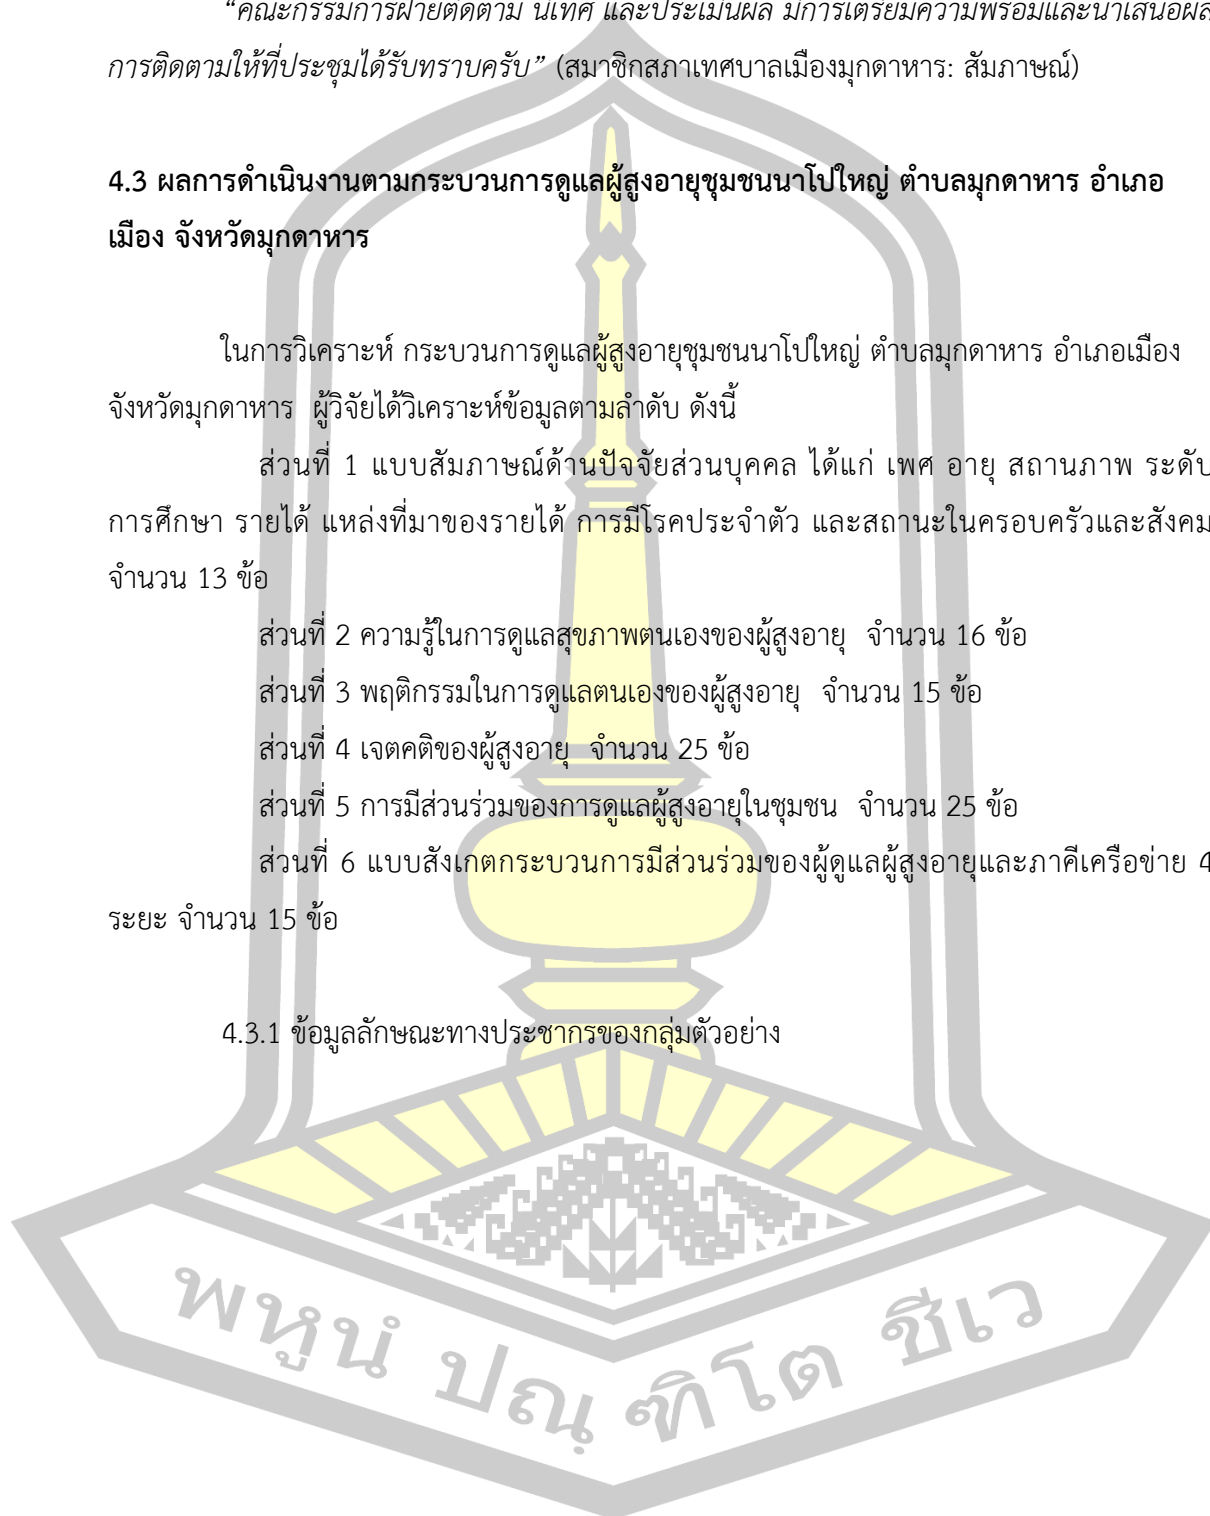 “คณะกรรมการฝ่ายติดตาม นิเทศ และประเมินผล มีการเตรียมความพร้อมและนำเสนอผล
การติดตามให้ที่ประชุมได้รับทราบครับ” (สมาชิกสภาเทศบาลเมืองมุกดาหาร: สัมภาษณ์)
4.3 ผลการดำเนินงานตามกระบวนการดูแลผู้สูงอายุชุมชนนาโปใหญ่ ตำบลมุกดาหาร อำเภอ
เมือง จังหวัดมุกดาหาร
ในการวิเคราะห์ กระบวนการดูแลผู้สูงอายุชุมชนนาโปใหญ่ ตำบลมุกดาหาร อำเภอเมือง
จังหวัดมุกดาหาร ผู้วิจัยได้วิเคราะห์ข้อมูลตามลำดับ ดังนี้
ส่วนที่ 1 แบบสัมภาษณ์ด้านปัจจัยส่วนบุคคล ได้แก่ เพศ อายุ สถานภาพ ระดับ
การศึกษา รายได้ แหล่งที่มาของรายได้ การมีโรคประจำตัว และสถานะในครอบครัวและสังคม
จำนวน 13 ข้อ
ส่วนที่ 2 ความรู้ในการดูแลสุขภาพตนเองของผู้สูงอายุ จำนวน 16 ข้อ
ส่วนที่ 3 พฤติกรรมในการดูแลตนเองของผู้สูงอายุ จำนวน 15 ข้อ
ส่วนที่ 4 เจตคติของผู้สูงอายุ จำนวน 25 ข้อ
ส่วนที่ 5 การมีส่วนร่วมของการดูแลผู้สูงอายุในชุมชน จำนวน 25 ข้อ
ส่วนที่ 6 แบบสังเกตกระบวนการมีส่วนร่วมของผู้ดูแลผู้สูงอายุและภาคีเครือข่าย 4
ระยะ จำนวน 15 ข้อ
4.3.1 ข้อมูลลักษณะทางประชากรของกลุ่มตัวอย่าง
พหูนํ ปณฺฑิโต ชีเว